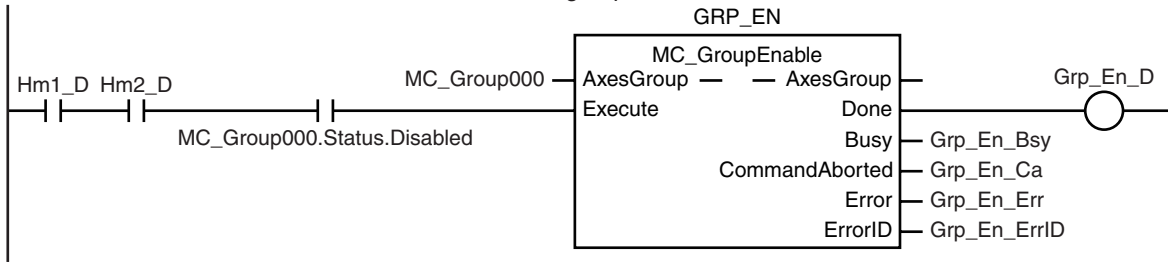 GRP_EN
MC_GroupEnable
Hm1_D Hm2_D MC_Group000 AxesGroup AxesGroup Grp_En_D
Execute Done
MC_Group000.Status.Disabled
Busy Grp_En_Bsy
CommandAborted Grp_En_Ca
Error Grp_En_Err
ErrorID Grp_En_ErrID